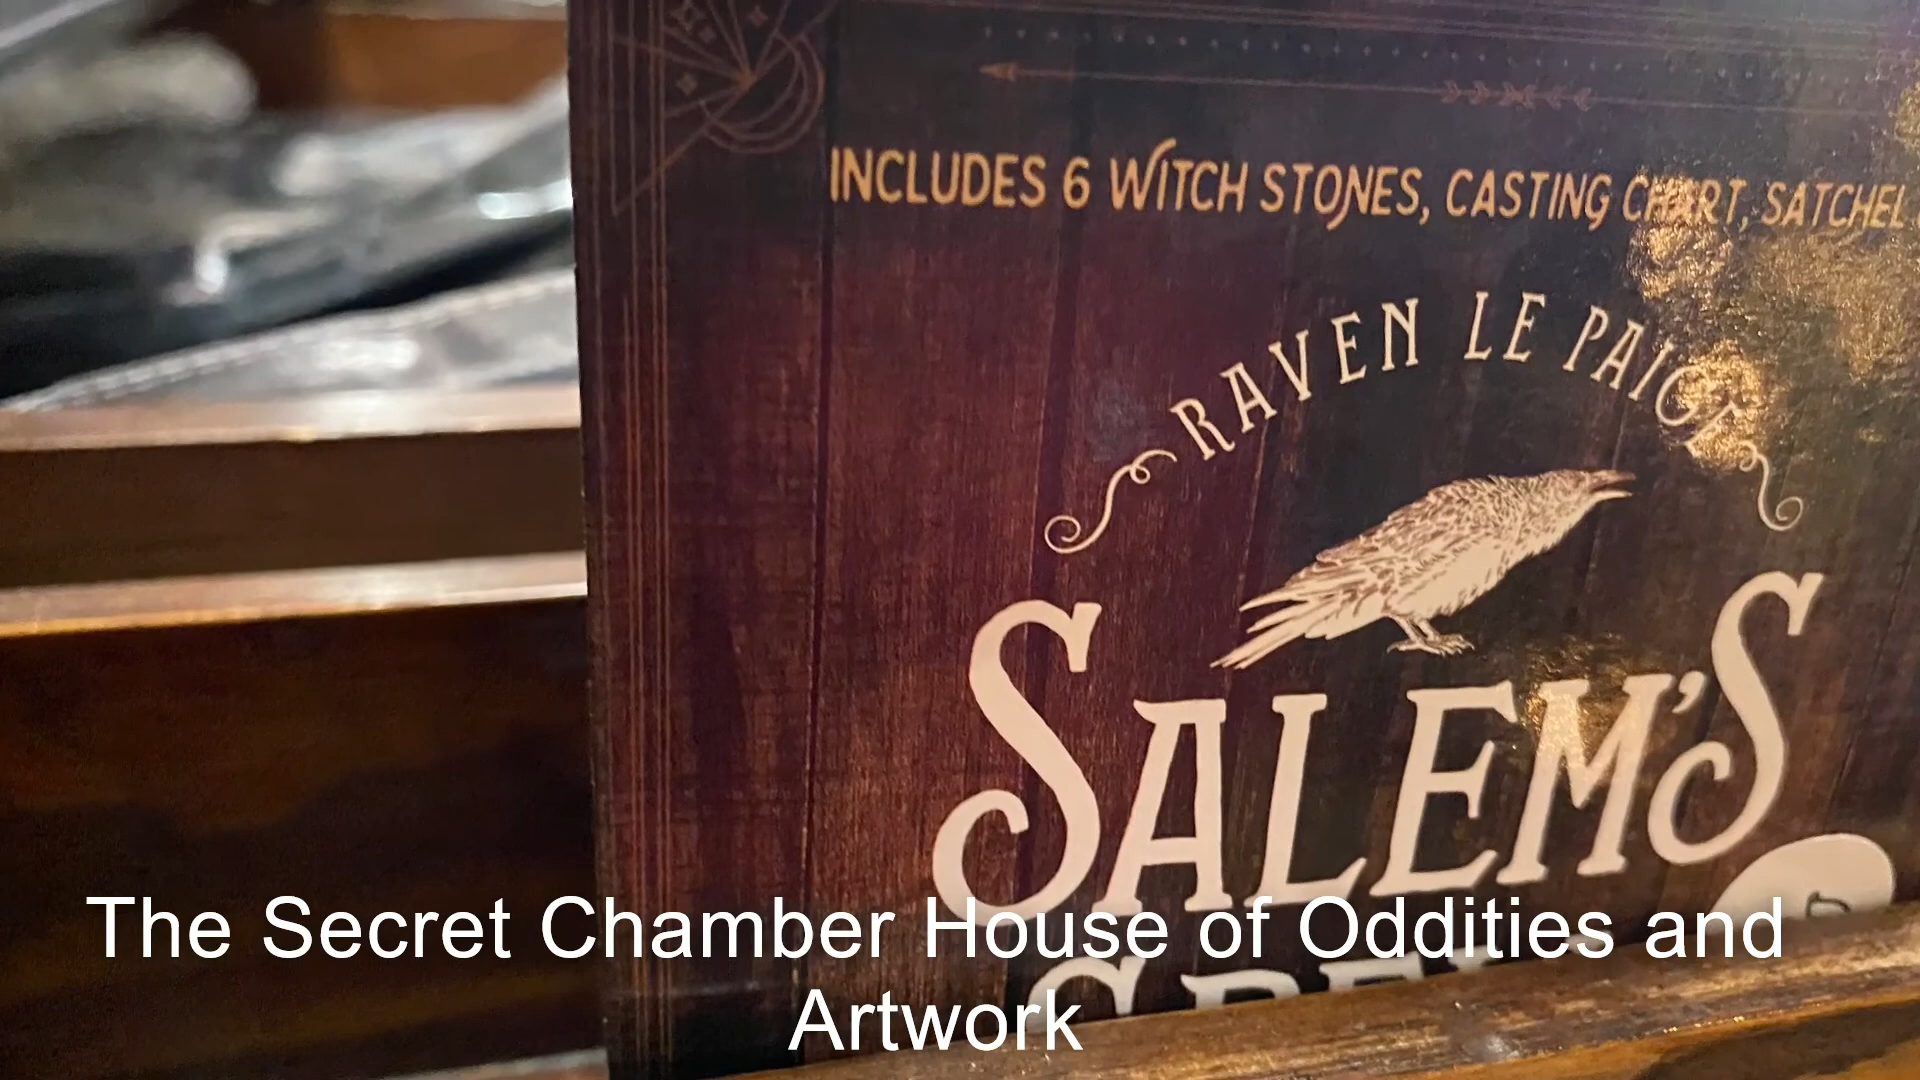 INCLUDES 6 WITCH STONES, CASTING CHART, SATCHEL
RAVEN LE PAIGE
SALEM'S
The Secret Chamber House of Oddities and
Artwork